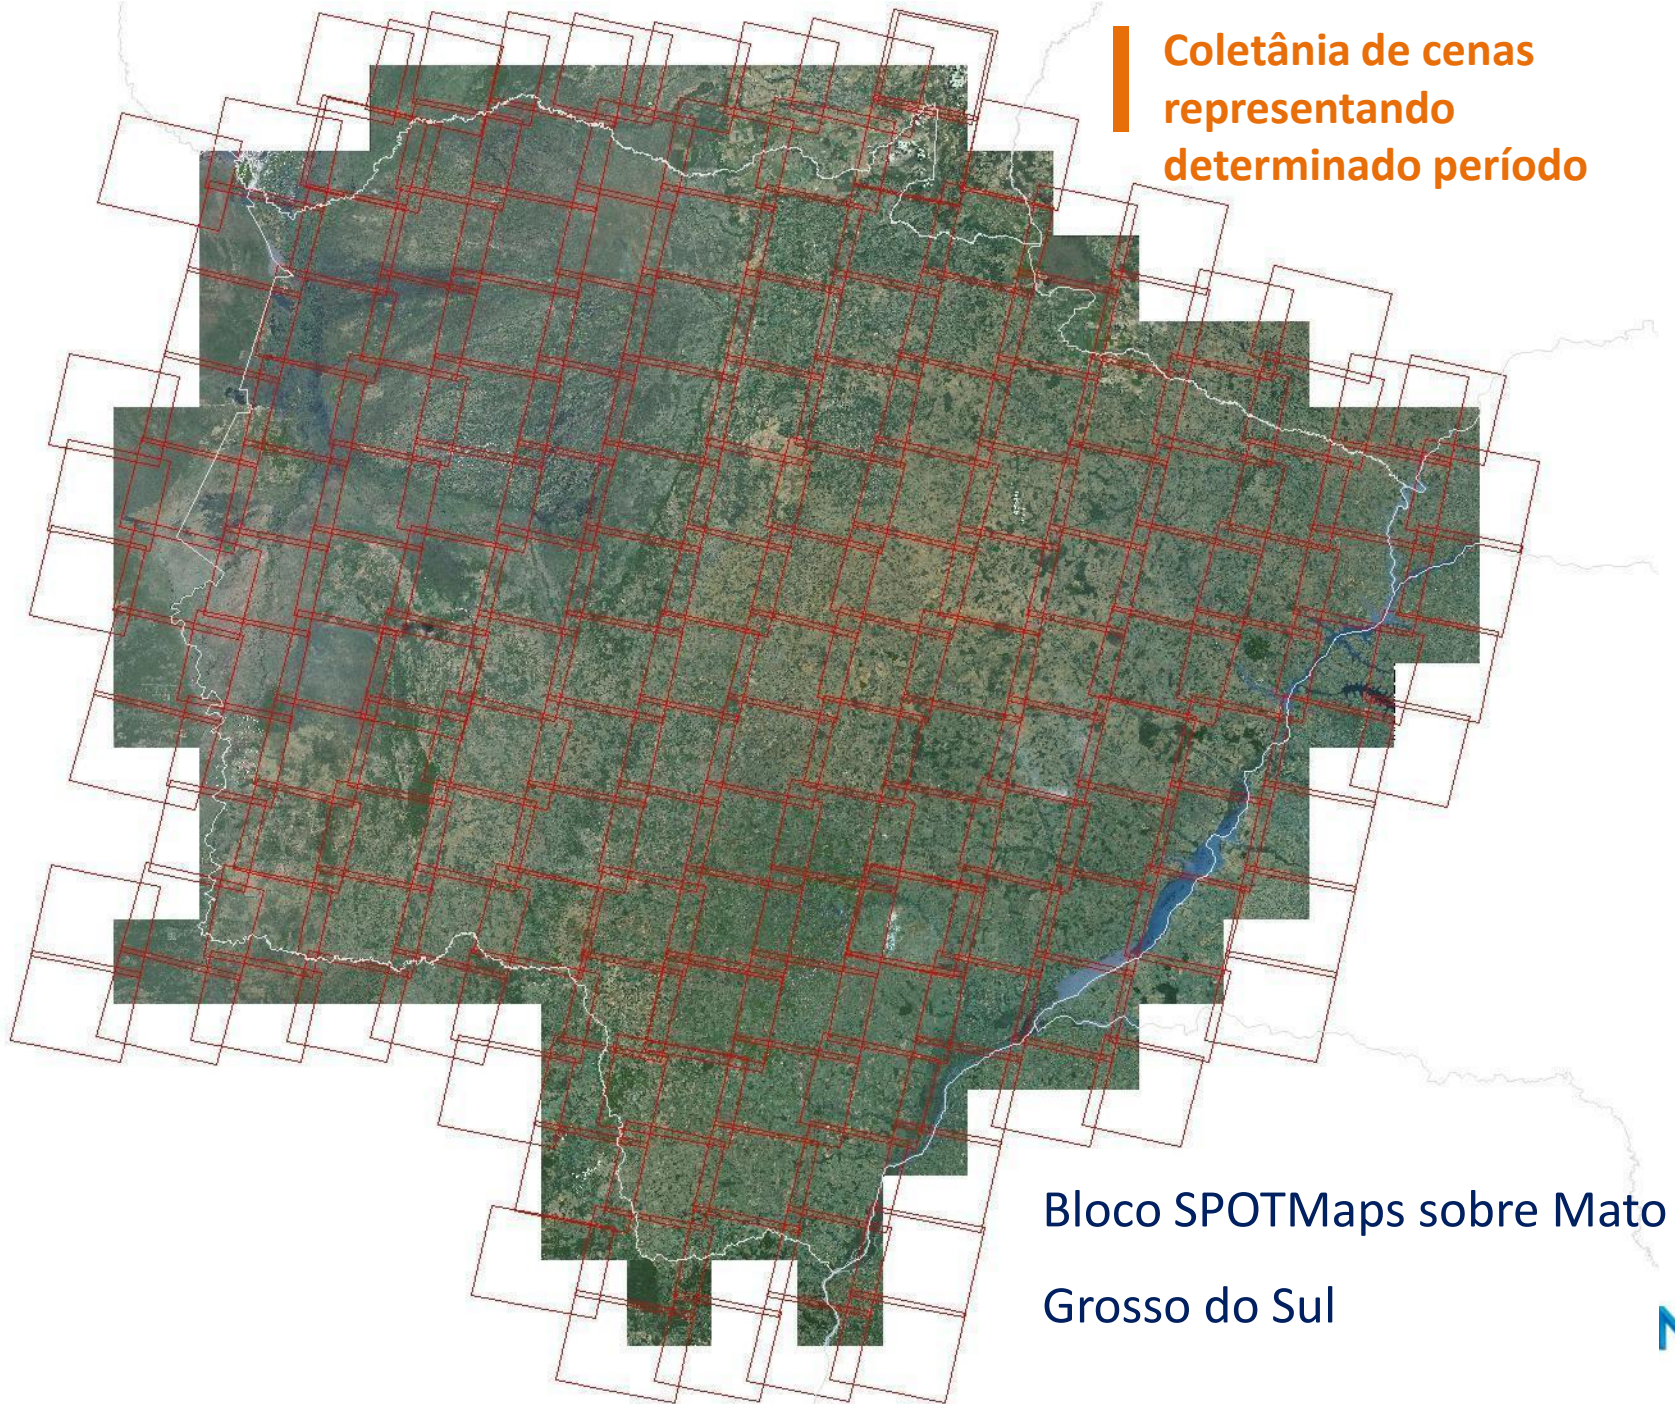 Coletânia de cenas
representando
determinado período
Bloco SPOTMaps sobre Mato
Grosso do Sul